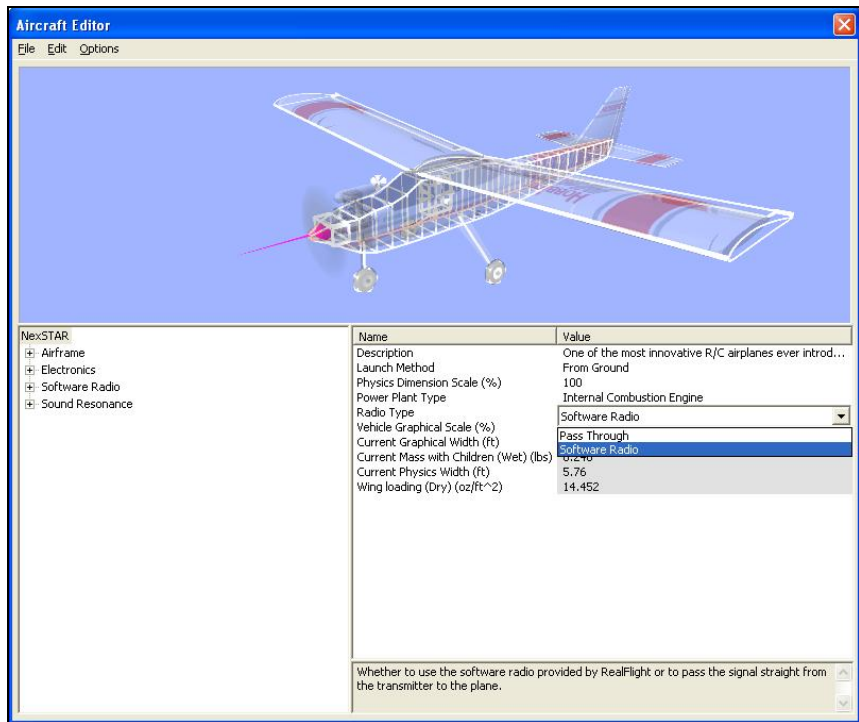 Aircraft Editor
File Edit Options
NexSTAR
Airframe
Electronics
Software Radio
Sound Resonance
Name Value
Description One of the most innovative R/C airplanes ever introd...
Launch Method From Ground
Physics Dimension Scale (%) 100
Power Plant Type Internal Combustion Engine
Radio Type Software Radio
Vehicle Graphical Scale (%) Pass Through
Current Graphical Width (ft) Software Radio
Current Mass with Children (Wet) (lbs)
Current Physics Width (ft) 5.76
Wing loading (Dry) (oz/ft^2) 14.452
Whether to use the software radio provided by RealFlight or to pass the signal straight from
the transmitter to the plane.